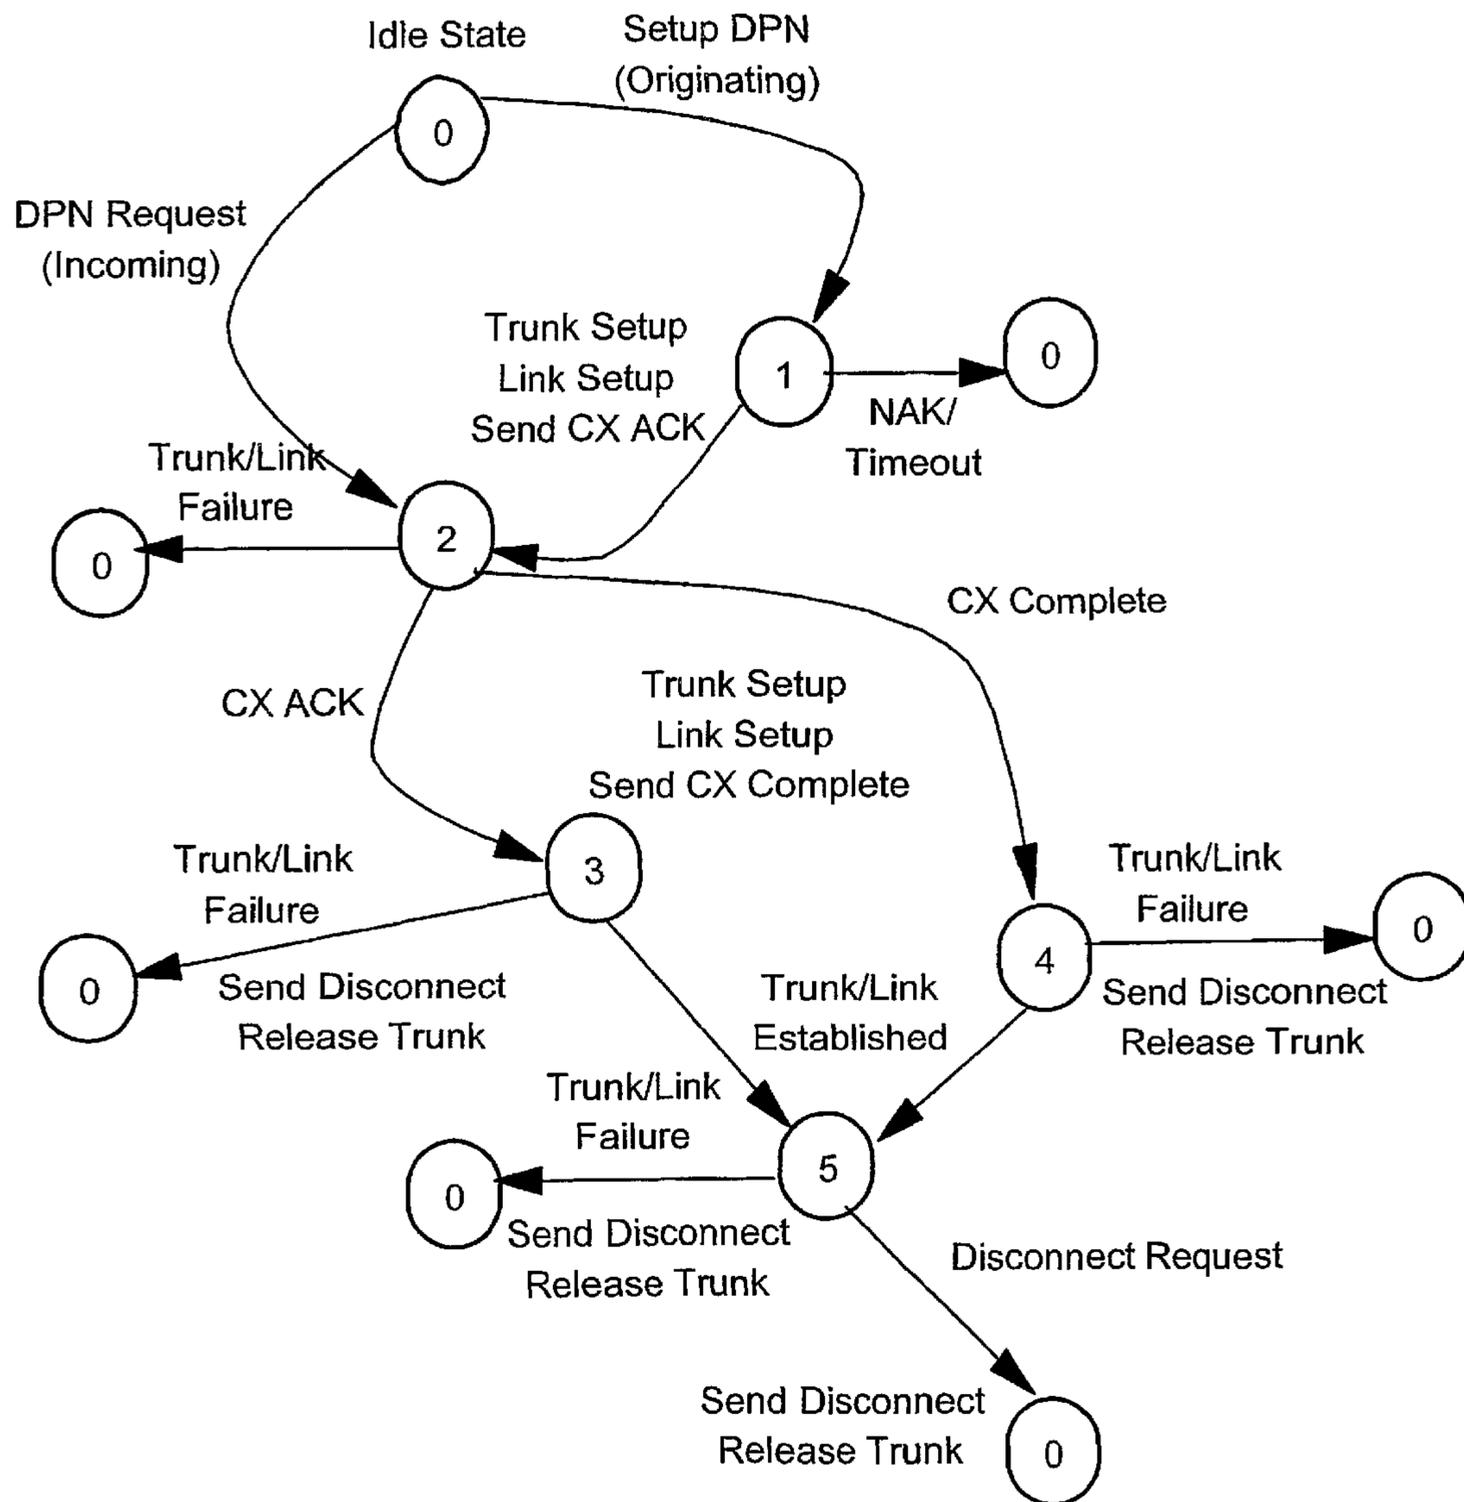 Idle State
Setup DPN
(Originating)
0
DPN Request
(Incoming)
Trunk Setup
Link Setup
Send CX ACK
1
0
NAK/
Timeout
Trunk/Link
Failure
2
0
CX Complete
CX ACK
Trunk Setup
Link Setup
Send CX Complete
Trunk/Link
Failure
3
0
Send Disconnect
Release Trunk
Trunk/Link
Failure
4
0
Send Disconnect
Release Trunk
Trunk/Link
Established
Trunk/Link
Failure
5
0
Send Disconnect
Release Trunk
Disconnect Request
Send Disconnect
Release Trunk
0